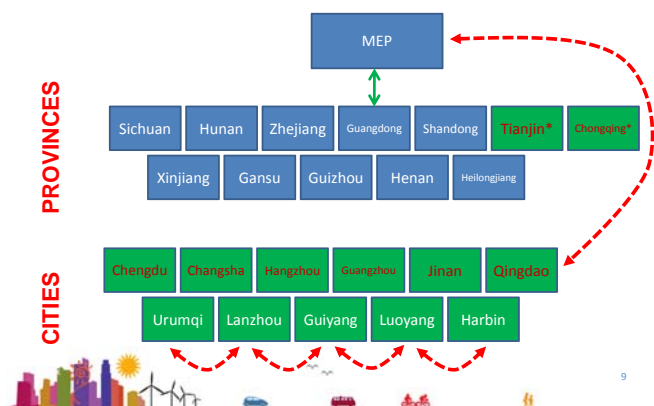 MEP
PROVINCES
Sichuan Hunan Zhejiang Guangdong Shandong Tianjin* Chongqing*
Xinjiang Gansu Guizhou Henan Heilongjiang
CITIES
Chengdu Changsha Hangzhou Guangzhou Jinan Qingdao
Urumqi Lanzhou Guiyang Luoyang Harbin
9